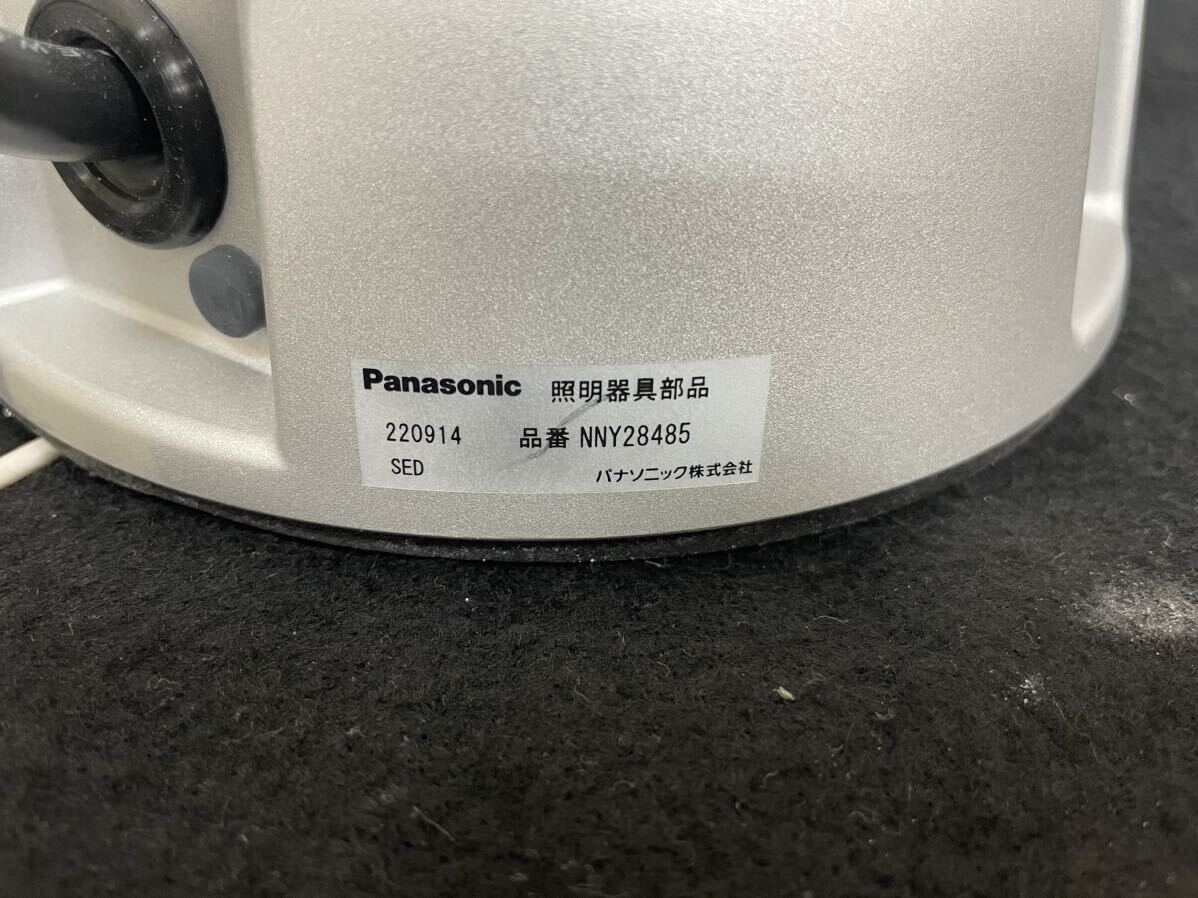 Panasonic 照明器具部品
220914 品番 NNY28485
SED パナソニック株式会社